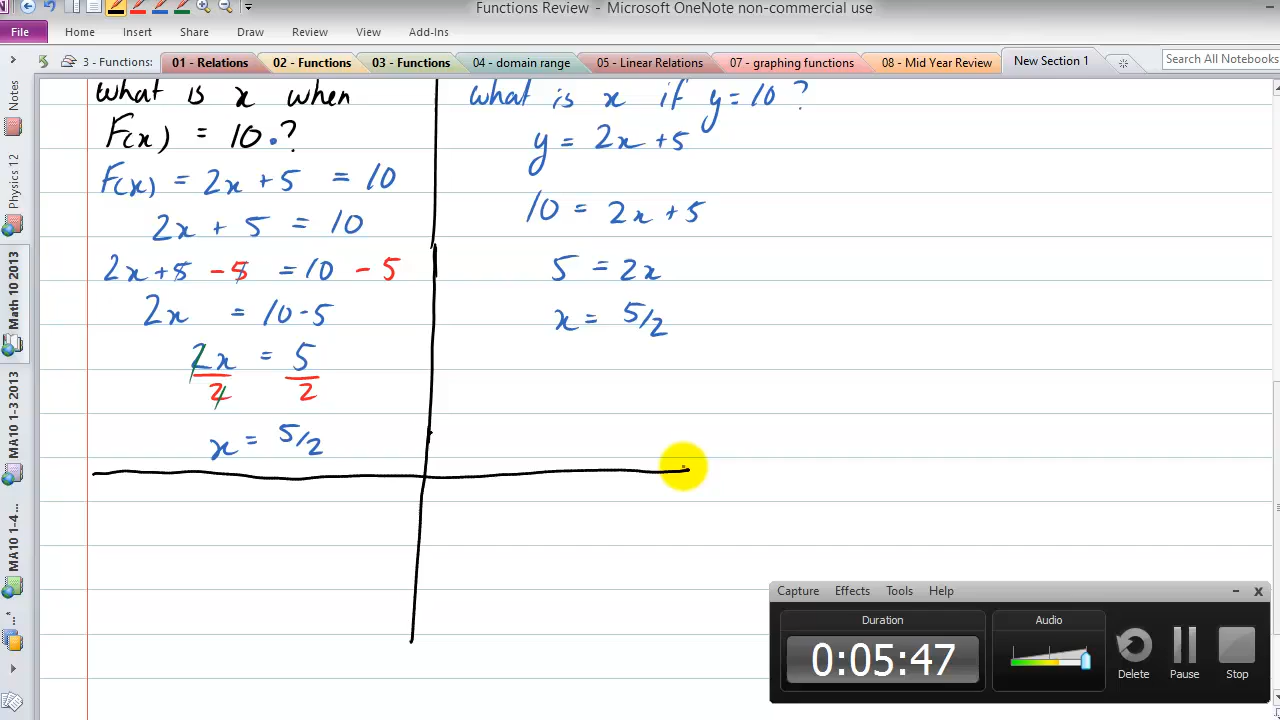 Functions Review - Microsoft OneNote non-commercial use
File Home Insert Share Draw Review View Add-Ins
3 - Functions: 01 - Relations 02 - Functions 03 - Functions 04 - domain range 05 - Linear Relations 07 - graphing functions 08 - Mid Year Review New Section 1 Search All Notebooks
Notes
Physics 12
Math 10 2013
MA10 1-3 2013
MA10 1-4 ...
what is x when
F(x) = 10.?
F(x) = 2x + 5 = 10
2x + 5 = 10
2x + 5 - 5 = 10 - 5
2x = 10 - 5
2x = 5
2 2
x = 5/2
what is x if y = 10 ?
y = 2x + 5
10 = 2x + 5
5 = 2x
x = 5/2
Capture Effects Tools Help
Duration
0:05:47
Audio
Delete Pause Stop